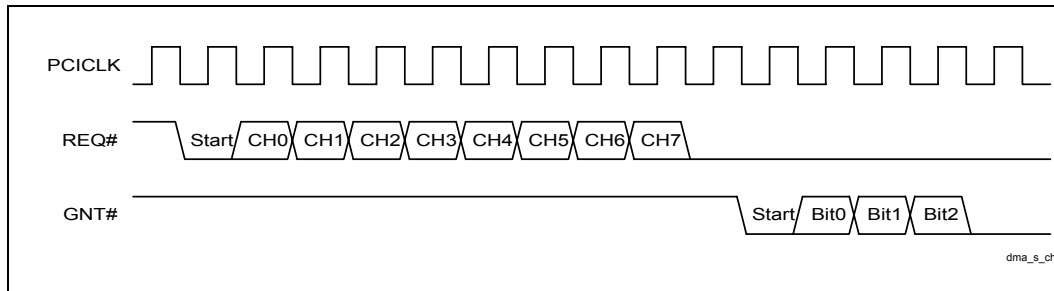 PCICLK
REQ# Start CH0 CH1 CH2 CH3 CH4 CH5 CH6 CH7
GNT# Start Bit0 Bit1 Bit2
dma_s_ch